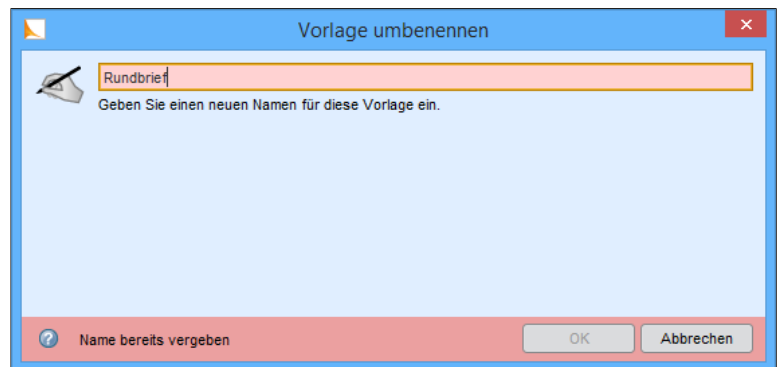 Vorlage umbenennen
Rundbrief
Geben Sie einen neuen Namen für diese Vorlage ein.
Name bereits vergeben
OK
Abbrechen